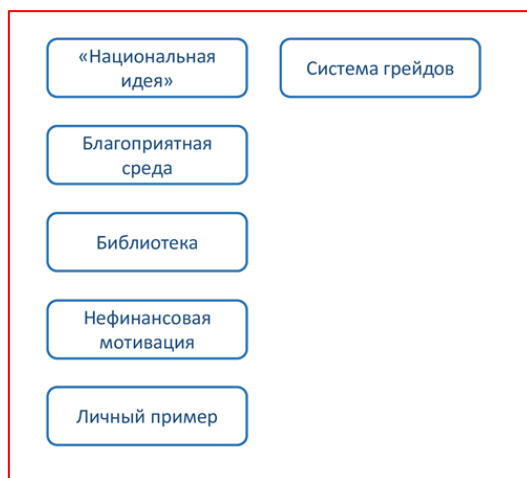 «Национальная
идея»
Система грейдов
Благоприятная
среда
Библиотека
Нефинансовая
мотивация
Личный пример